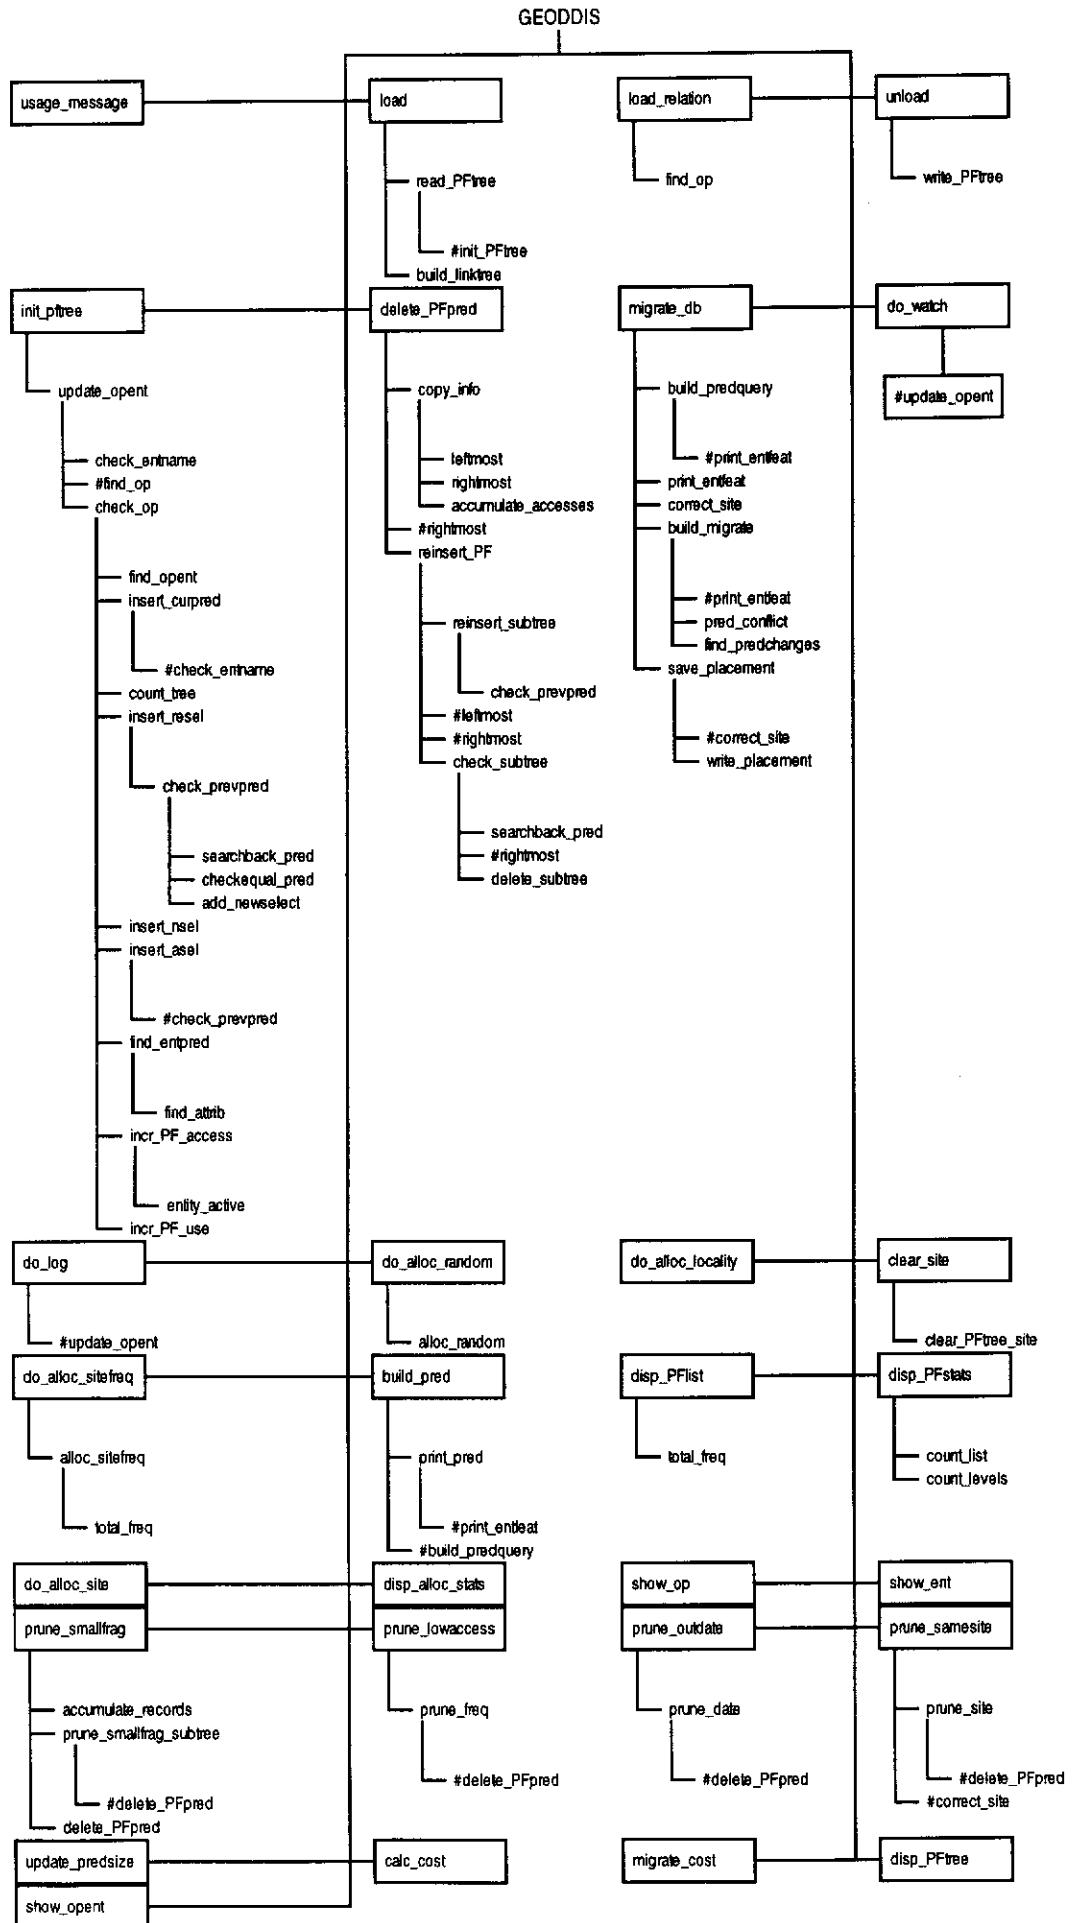 GEODDIS
usage_message
load
load_relation
unload
read_PFtree
find_op
write_PFtree
#init_PFtree
build_linktree
init_pftree
delete_PFpred
migrate_db
do_watch
update_opent
copy_info
build_predquery
#update_opent
check_entname
leftmost
#print_entfeat
#find_op
rightmost
print_entfeat
check_op
accumulate_accesses
correct_site
#rightmost
build_migrate
reinsert_PF
find_opent
insert_curpred
#print_entfeat
reinsert_subtree
pred_conflict
find_predchanges
#check_entname
save_placement
count_tree
check_prevpred
insert_resel
#leftmost
#rightmost
#correct_site
check_subtree
write_placement
check_prevpred
searchback_pred
searchback_pred
#rightmost
checkequal_pred
delete_subtree
add_newselect
insert_nsel
insert_asel
#check_prevpred
find_entpred
find_attrib
incr_PF_access
entity_active
incr_PF_use
do_log
do_alloc_random
do_alloc_locality
clear_site
#update_opent
alloc_random
clear_PFtree_site
do_alloc_sitefreq
build_pred
disp_PFlist
disp_PFstats
alloc_sitefreq
print_pred
total_freq
count_list
count_levels
total_freq
#print_entfeat
#build_predquery
do_alloc_site
disp_alloc_stats
show_op
show_ent
prune_smallfrag
prune_lowaccess
prune_outdate
prune_samesite
accumulate_records
prune_freq
prune_date
prune_site
prune_smallfrag_subtree
#delete_PFpred
#delete_PFpred
#delete_PFpred
#delete_PFpred
#correct_site
delete_PFpred
update_predsize
calc_cost
migrate_cost
disp_PFtree
show_opent